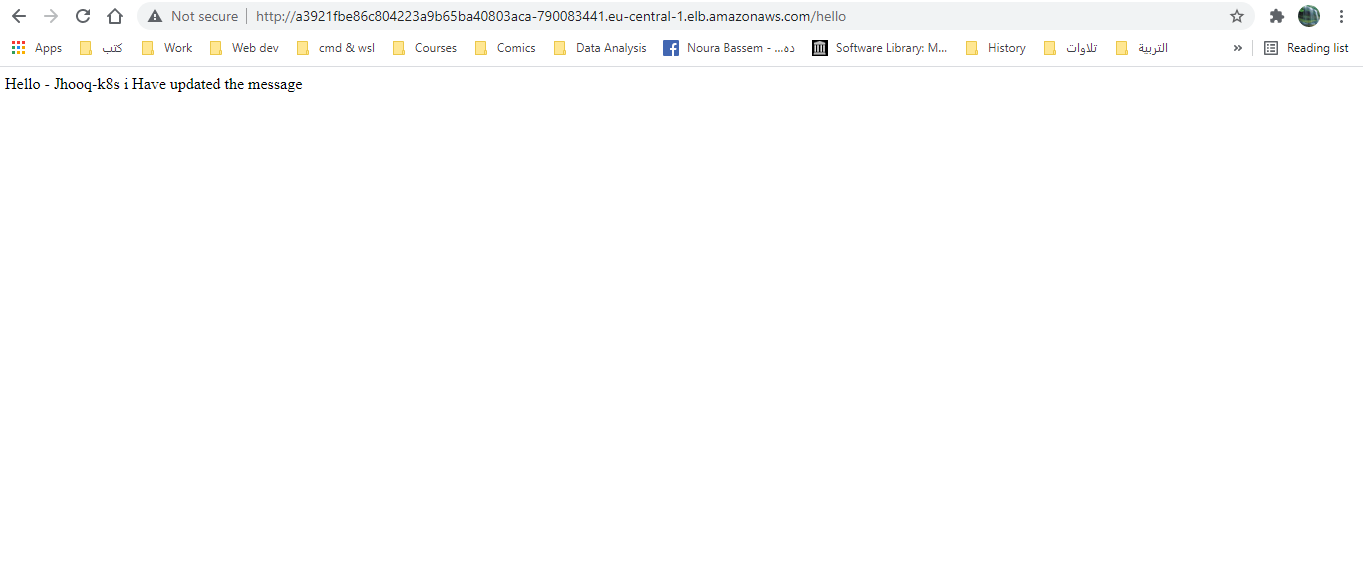 Not secure http://a3921fbe86c804223a9b65ba40803aca-790083441.eu-central-1.elb.amazonaws.com/hello
Apps كتب Work Web dev cmd & wsl Courses Comics Data Analysis Noura Bassem - ...ده Software Library: M... History تلاوات التربية » Reading list
Hello - Jhooq-k8s i Have updated the message